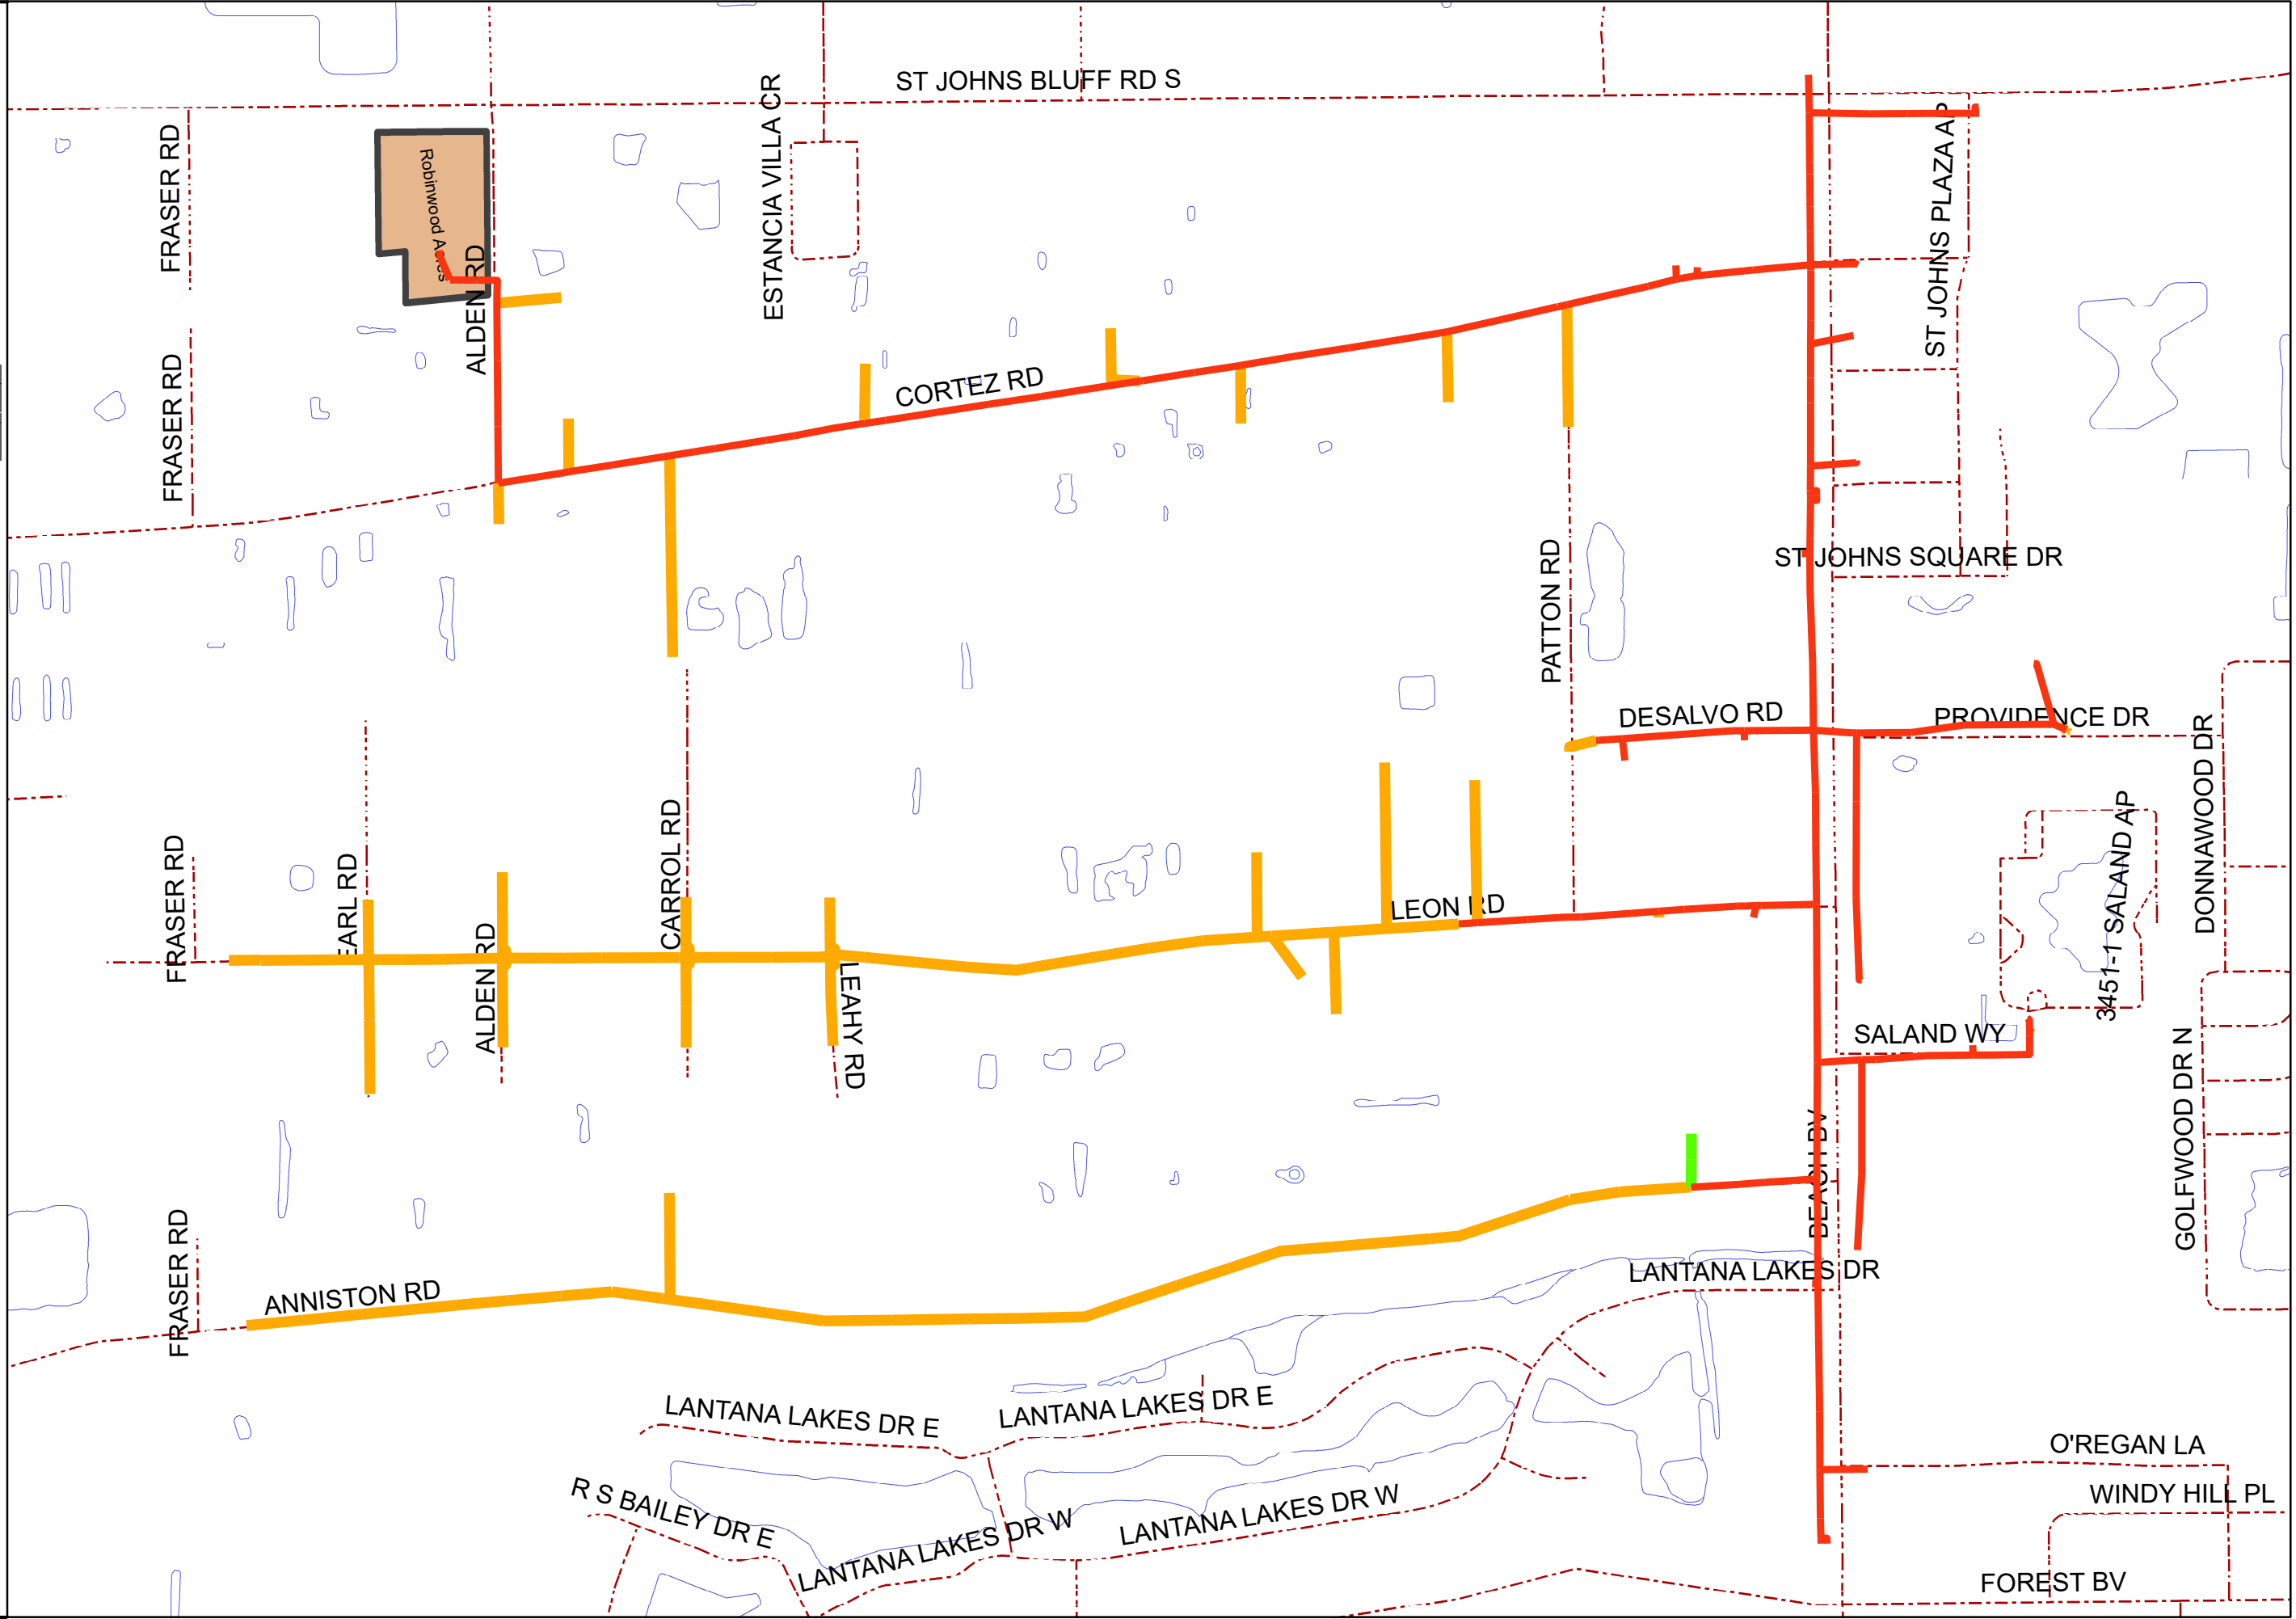 ST JOHNS BLUFF RD S
FRASER RD
Robinwood Acres
ALDEN RD
ESTANCIA VILLA CR
ST JOHNS PLAZA AP
FRASER RD
CORTEZ RD
PATTON RD
ST JOHNS SQUARE DR
DESALVO RD
PROVIDENCE DR
DONNAWOOD DR
FRASER RD
EARL RD
ALDEN RD
CARROL RD
LEAHY RD
LEON RD
3451-1 SALAND AP
SALAND WY
BEACH BV
GOLFWOOD DR N
FRASER RD
ANNISTON RD
LANTANA LAKES DR
LANTANA LAKES DR E
LANTANA LAKES DR E
O'REGAN LA
R S BAILEY DR E
LANTANA LAKES DR W
LANTANA LAKES DR W
WINDY HILL PL
FOREST BV